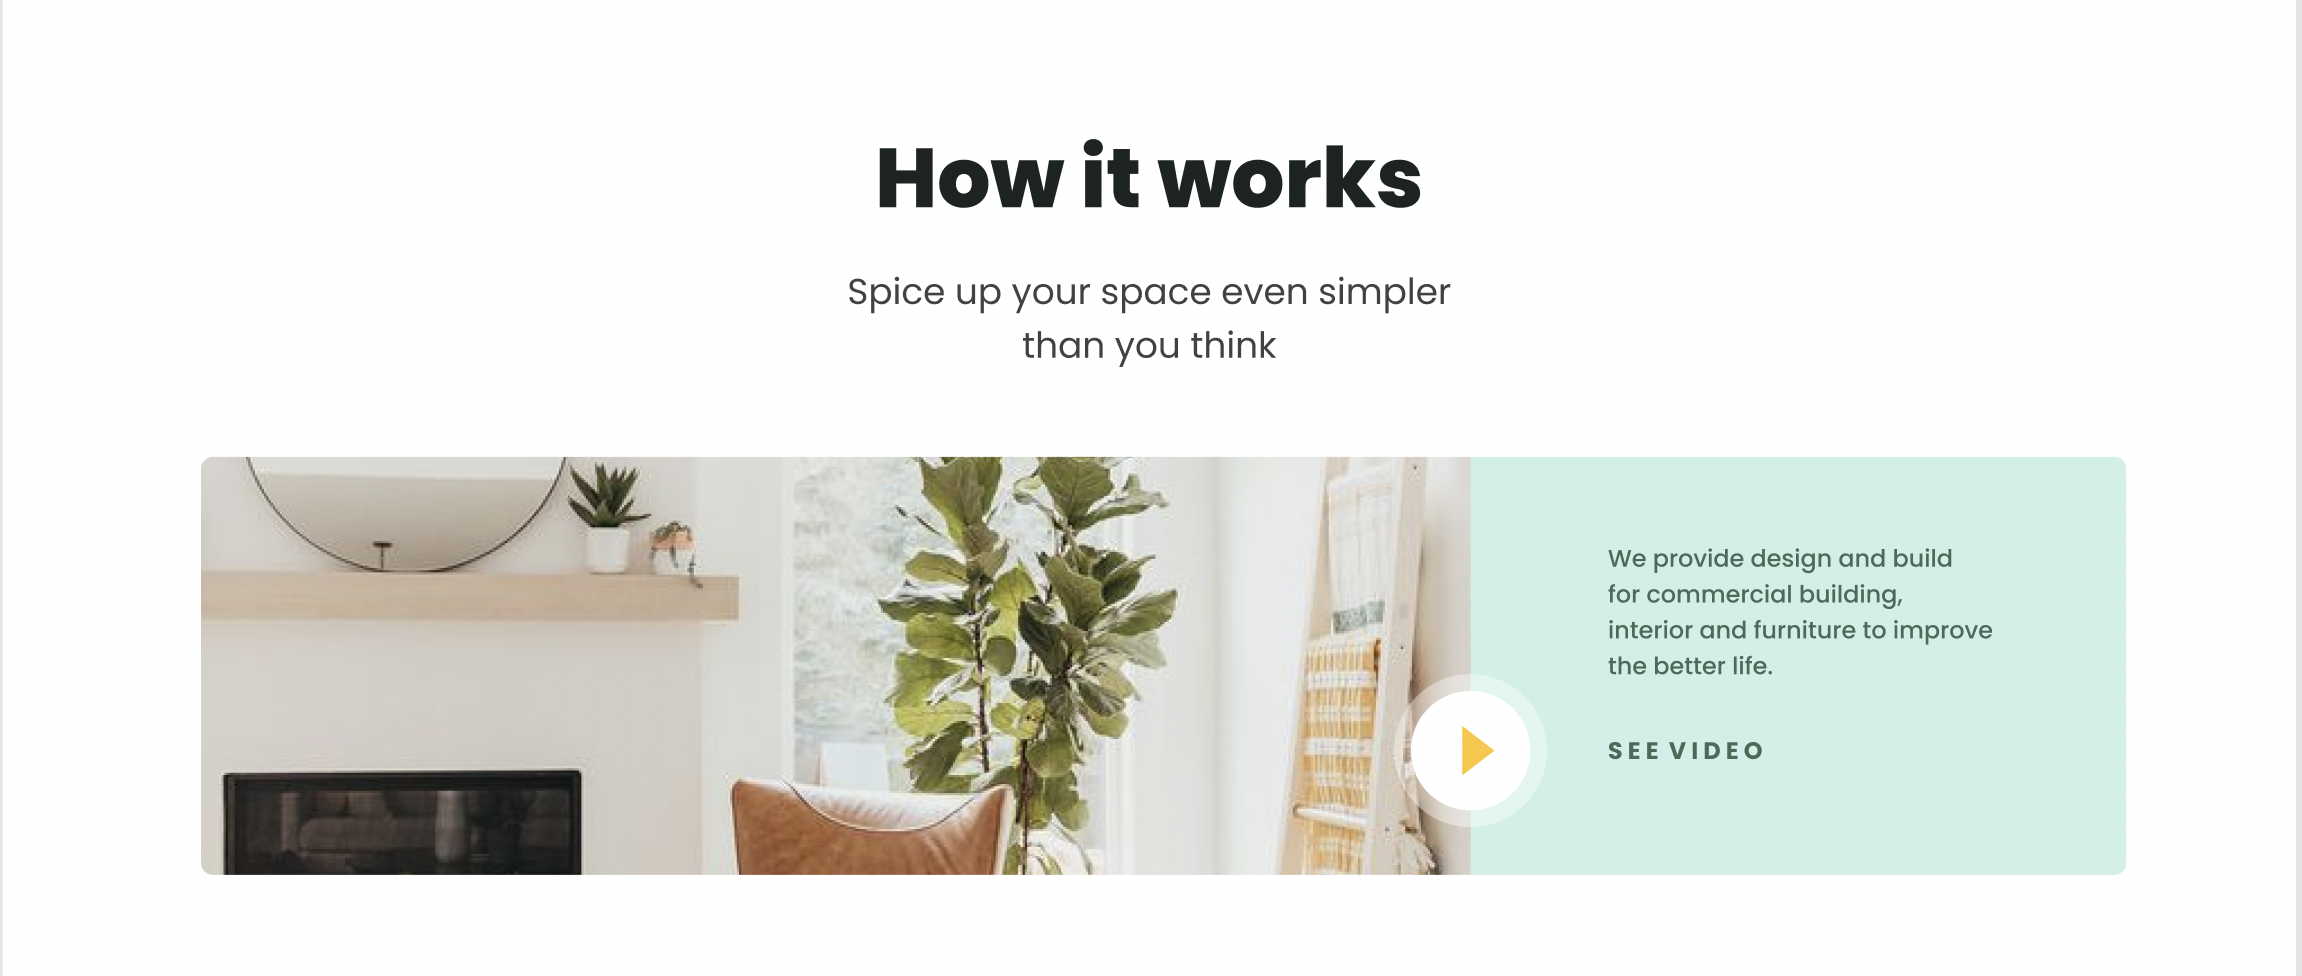 How it works
Spice up your space even simpler
than you think
We provide design and build
for commercial building,
interior and furniture to improve
the better life.
SEE VIDEO